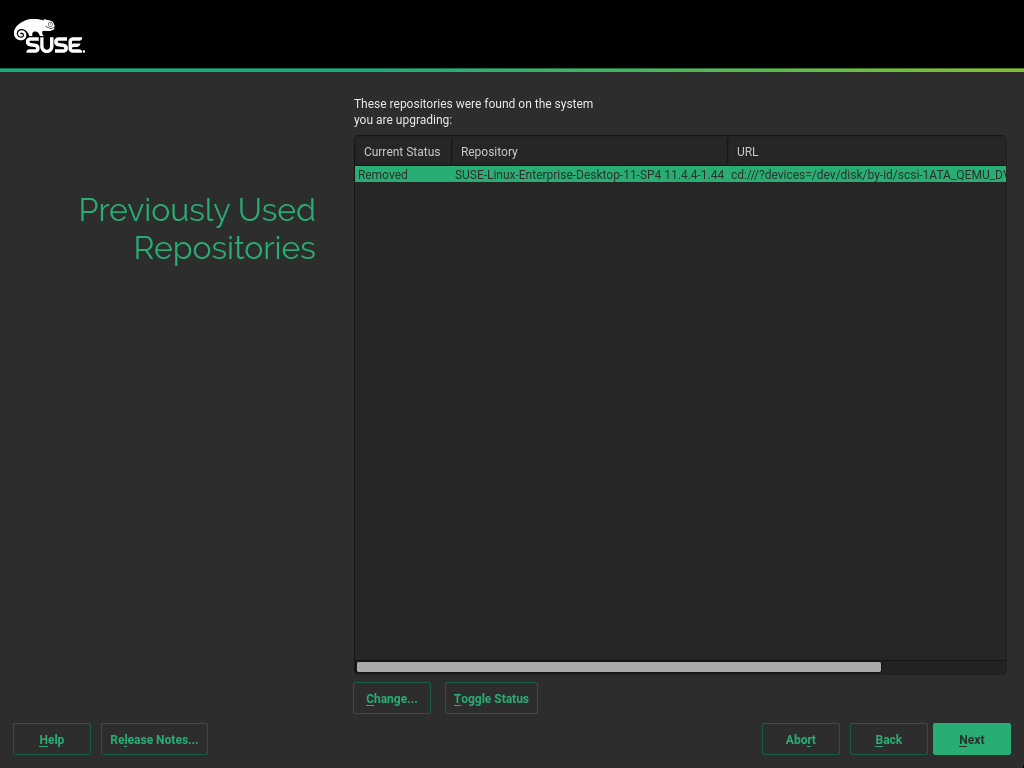 SUSE.
These repositories were found on the system
you are upgrading:
Current Status Repository URL
Removed SUSE-Linux-Enterprise-Desktop-11-SP4 11.4.4-1.44 cd:///?devices=/dev/disk/by-id/scsi-1ATA_QEMU_DV
Previously Used
Repositories
Change... Toggle Status
Help Release Notes... Abort Back Next